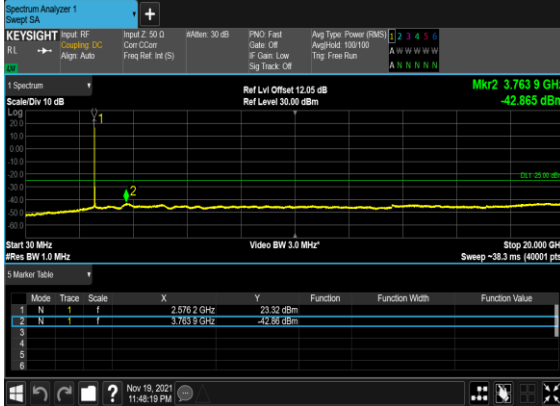 Spectrum Analyzer 1
Swept SA
+
KEYSIGHT
RL
Input: RF
Coupling: DC
Align: Auto
Input Z: 50 Ω
Corr CCorr
Freq Ref: Int (S)
#Atten: 30 dB
PNO: Fast
Gate: Off
IF Gain: Low
Sig Track: Off
Avg Type: Power (RMS)
Avg|Hold: 100/100
Trig: Free Run
1 2 3 4 5 6
A W W W W W
A N N N N N
1 Spectrum
Scale/Div 10 dB
Ref Lvl Offset 12.05 dB
Ref Level 30.00 dBm
Mkr2 3.763 9 GHz
-42.865 dBm
Log
20.0
10.0
0.00
-10.0
-20.0
-30.0
-40.0
-50.0
-60.0
1
2
Start 30 MHz
#Res BW 1.0 MHz
Video BW 3.0 MHz*
Stop 20.000 GH
Sweep ~38.3 ms (40001 pts
5 Marker Table
Mode Trace Scale X Y Function Function Width Function Value
1 N 1 f 2.576 2 GHz 23.32 dBm
2 N 1 f 3.763 9 GHz -42.86 dBm
3
4
5
6
?
Nov 19, 2021
11:48:19 PM